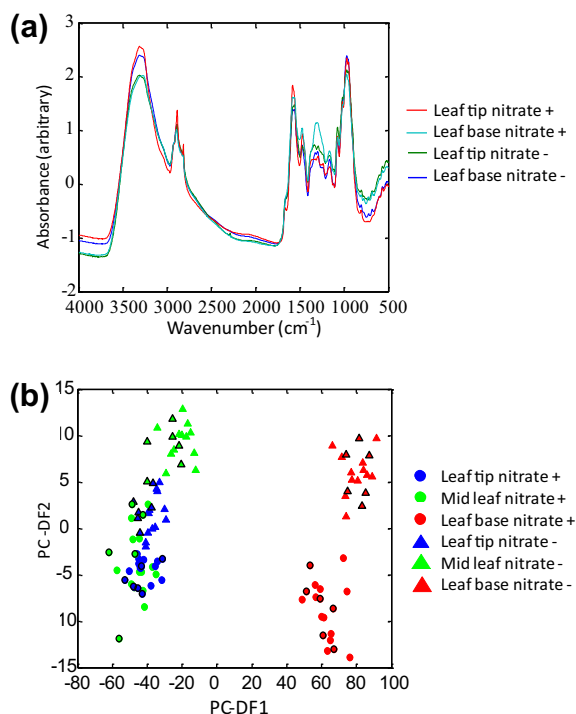 (a)
3
2
1
0
-1
-2
4000 3500 3000 2500 2000 1500 1000 500
Absorbance (arbitrary)
Wavenumber (cm-1)
Leaf tip nitrate +
Leaf base nitrate +
Leaf tip nitrate -
Leaf base nitrate -
(b)
15
10
5
0
-5
-10
-15
-80 -60 -40 -20 0 20 40 60 80 100
PC-DF2
PC-DF1
Leaf tip nitrate +
Mid leaf nitrate +
Leaf base nitrate +
Leaf tip nitrate -
Mid leaf nitrate -
Leaf base nitrate -